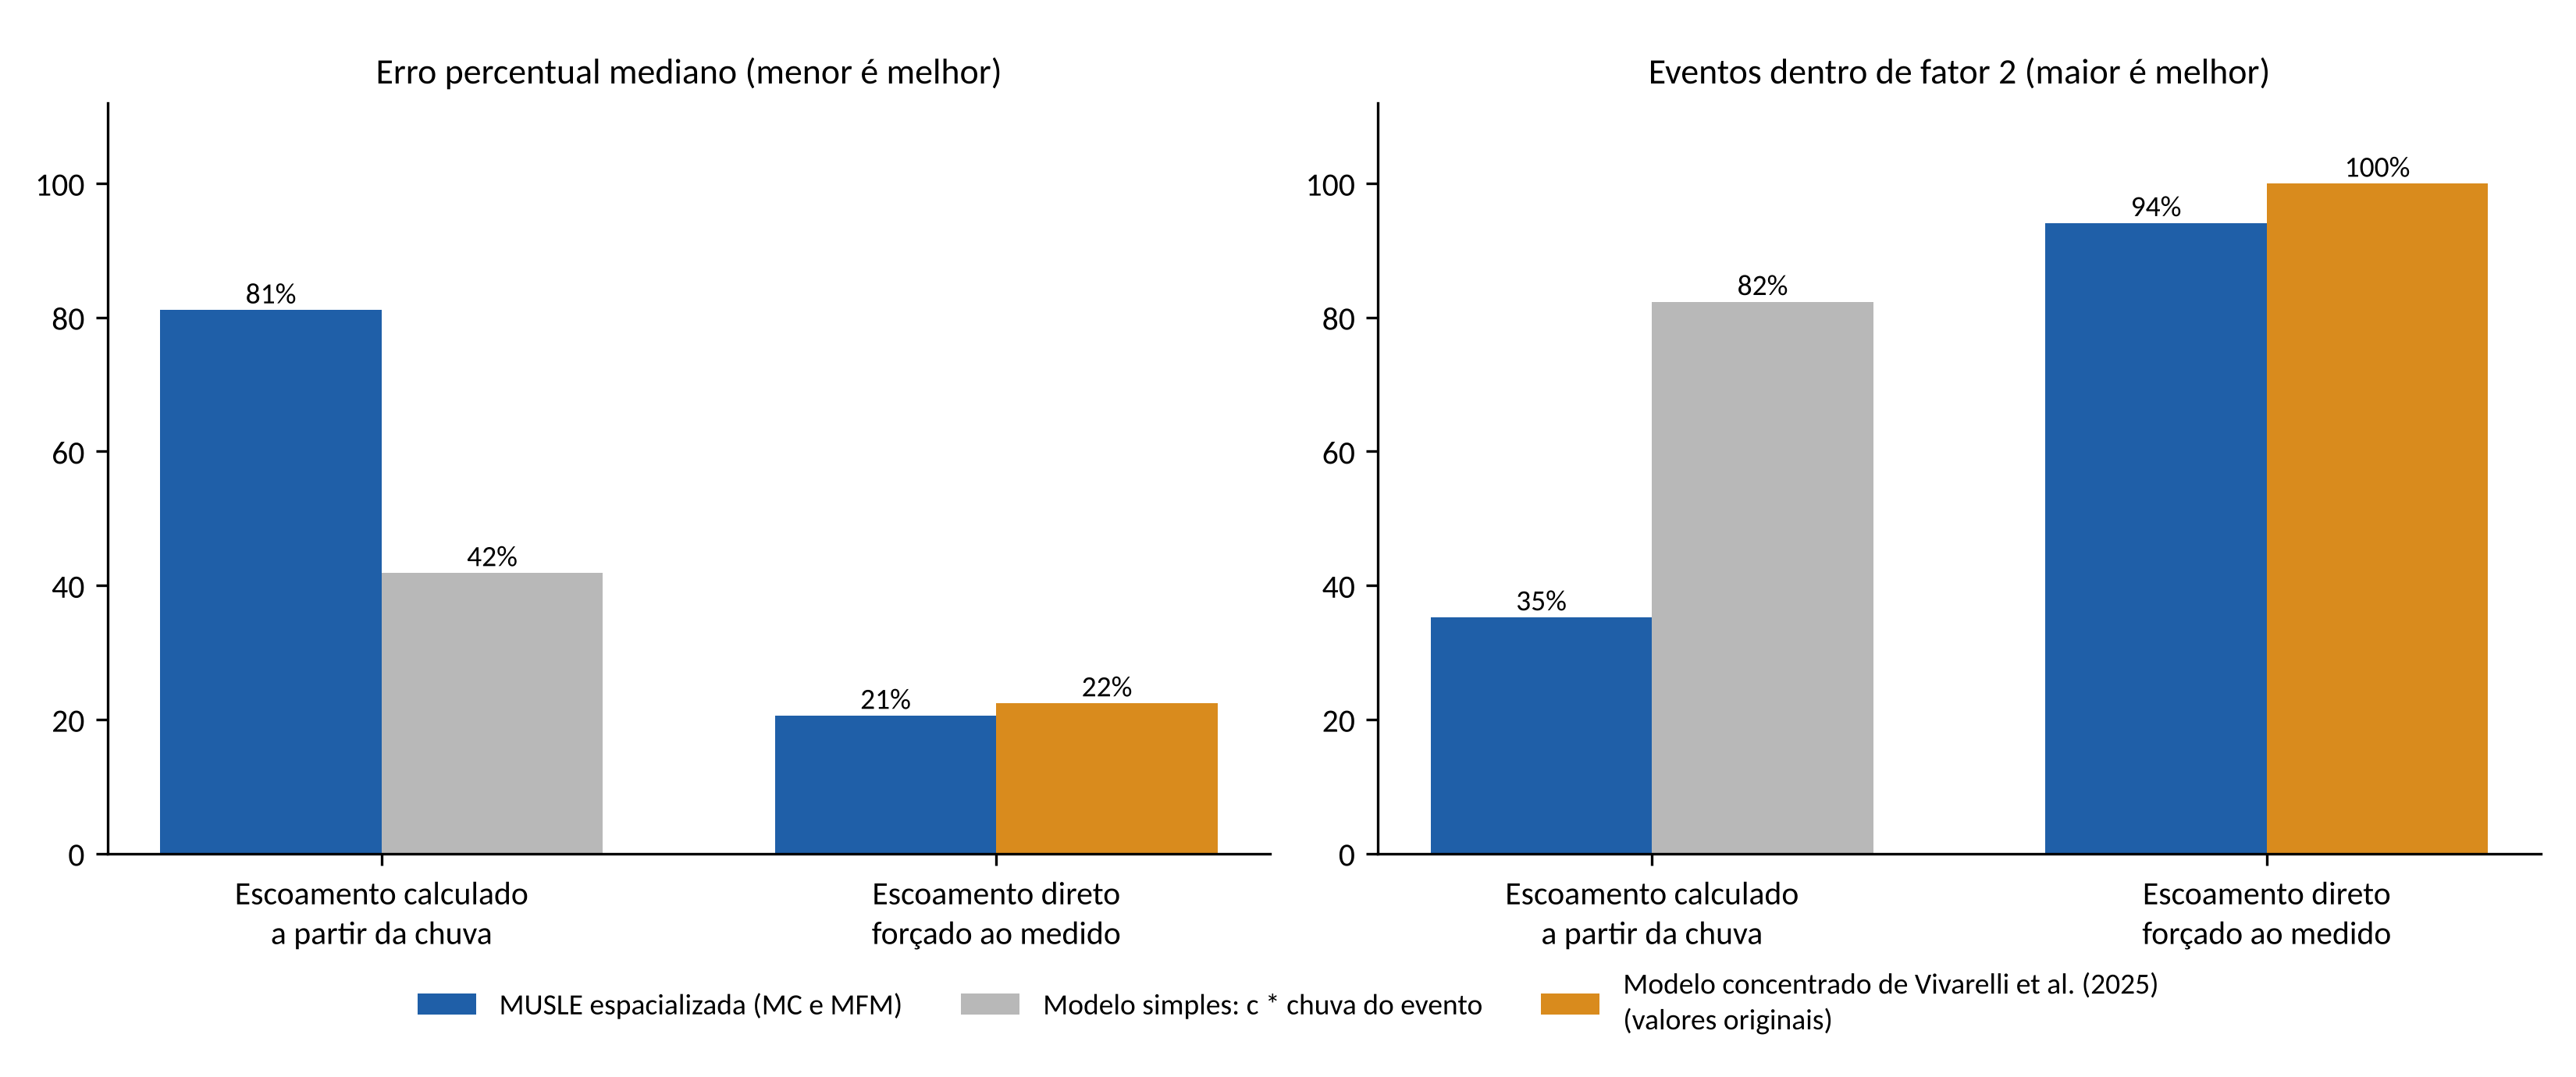 Erro percentual mediano (menor é melhor)
100
80
60
40
20
0
81%
42%
21%
22%
Escoamento calculado
a partir da chuva
Escoamento direto
forçado ao medido
Eventos dentro de fator 2 (maior é melhor)
100
80
60
40
20
0
35%
82%
94%
100%
Escoamento calculado
a partir da chuva
Escoamento direto
forçado ao medido
MUSLE espacializada (MC e MFM)
Modelo simples: c * chuva do evento
Modelo concentrado de Vivarelli et al. (2025)
(valores originais)